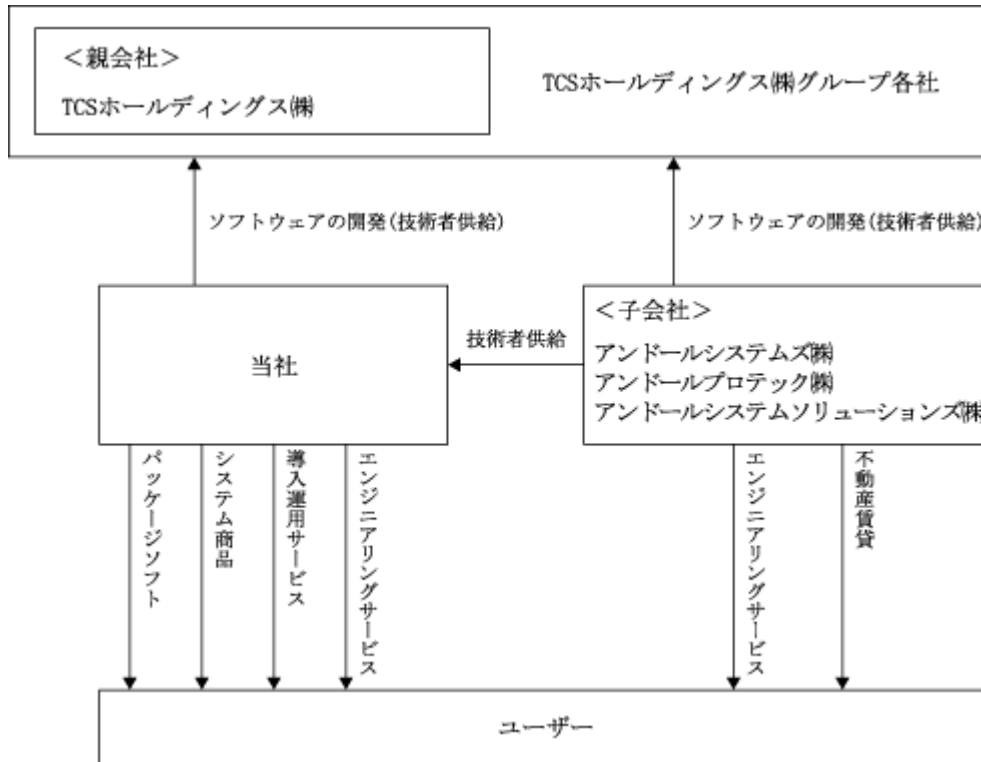 ＜親会社＞
TCSホールディングス㈱
TCSホールディングス㈱グループ各社
ソフトウェアの開発(技術者供給)
ソフトウェアの開発(技術者供給)
当社
技術者供給
＜子会社＞
アンドールシステムズ㈱
アンドールプロテック㈱
アンドールシステムソリューションズ㈱
パッケージソフト
システム商品
導入運用サービス
エンジニアリングサービス
エンジニアリングサービス
不動産賃貸
ユーザー